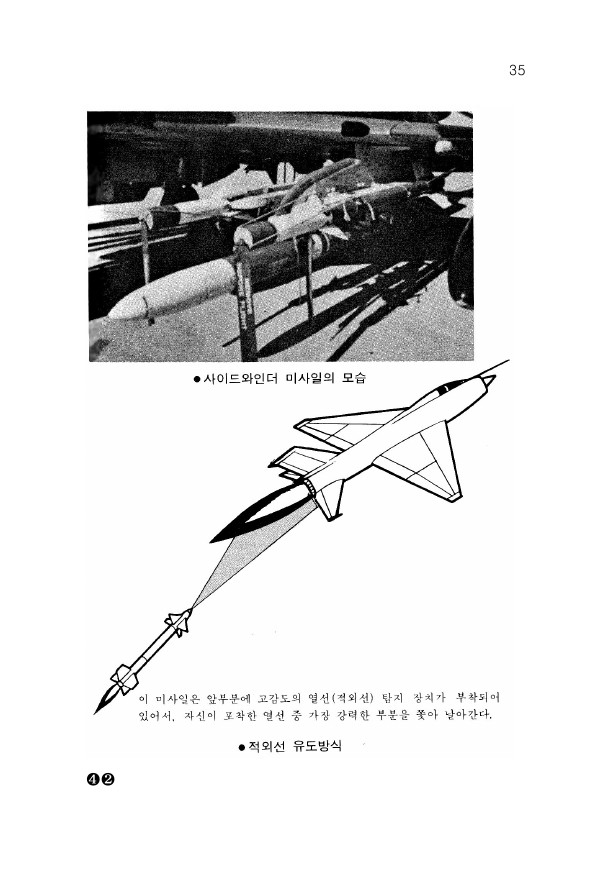 35
●사이드와인더 미사일의 모습
이 미사일은 앞부분에 고감도의 열선(적외선) 탐지 장치가 부착되어
있어서, 자신이 포착한 열선 중 가장 강력한 부분을 쫓아 날아간다.
●적외선 유도방식
❹❷